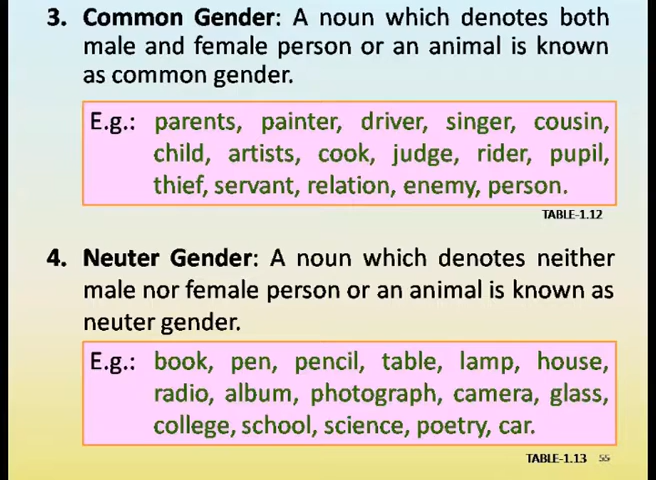 3. Common Gender: A noun which denotes both
male and female person or an animal is known
as common gender.
E.g.: parents, painter, driver, singer, cousin,
child, artists, cook, judge, rider, pupil,
thief, servant, relation, enemy, person.
TABLE-1.12
4. Neuter Gender: A noun which denotes neither
male nor female person or an animal is known as
neuter gender.
E.g.: book, pen, pencil, table, lamp, house,
radio, album, photograph, camera, glass,
college, school, science, poetry, car.
TABLE-1.13 55